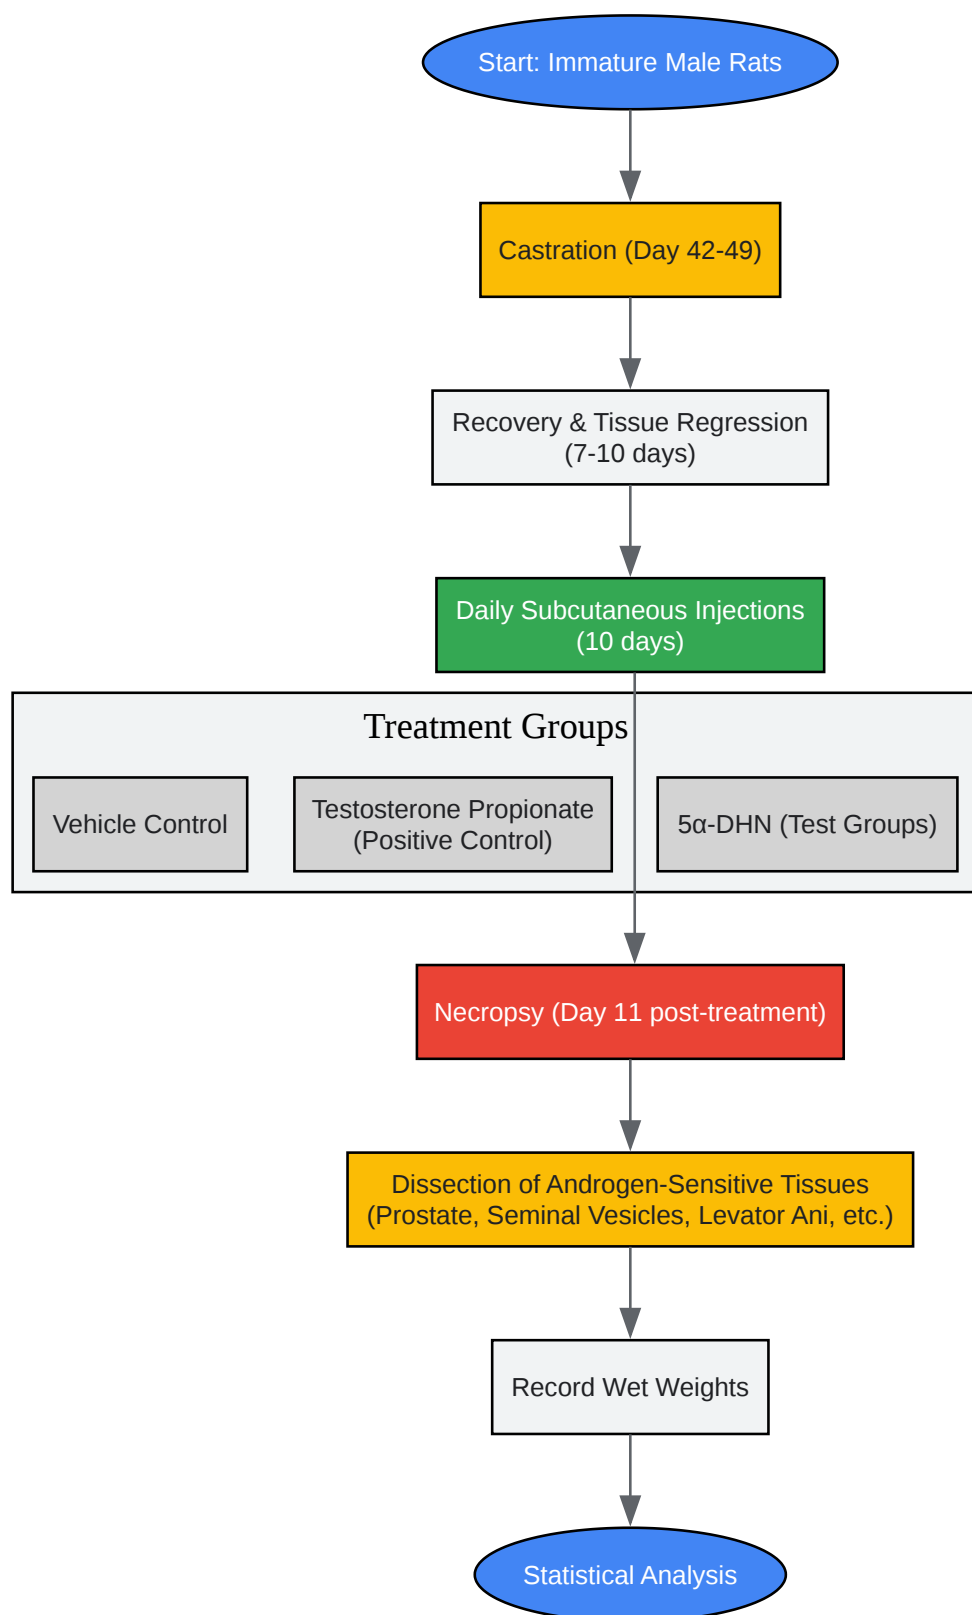 Start: Immature Male Rats
Castration (Day 42-49)
Recovery & Tissue Regression
(7-10 days)
Daily Subcutaneous Injections
(10 days)
Treatment Groups
Vehicle Control
Testosterone Propionate
(Positive Control)
5α-DHN (Test Groups)
Necropsy (Day 11 post-treatment)
Dissection of Androgen-Sensitive Tissues
(Prostate, Seminal Vesicles, Levator Ani, etc.)
Record Wet Weights
Statistical Analysis